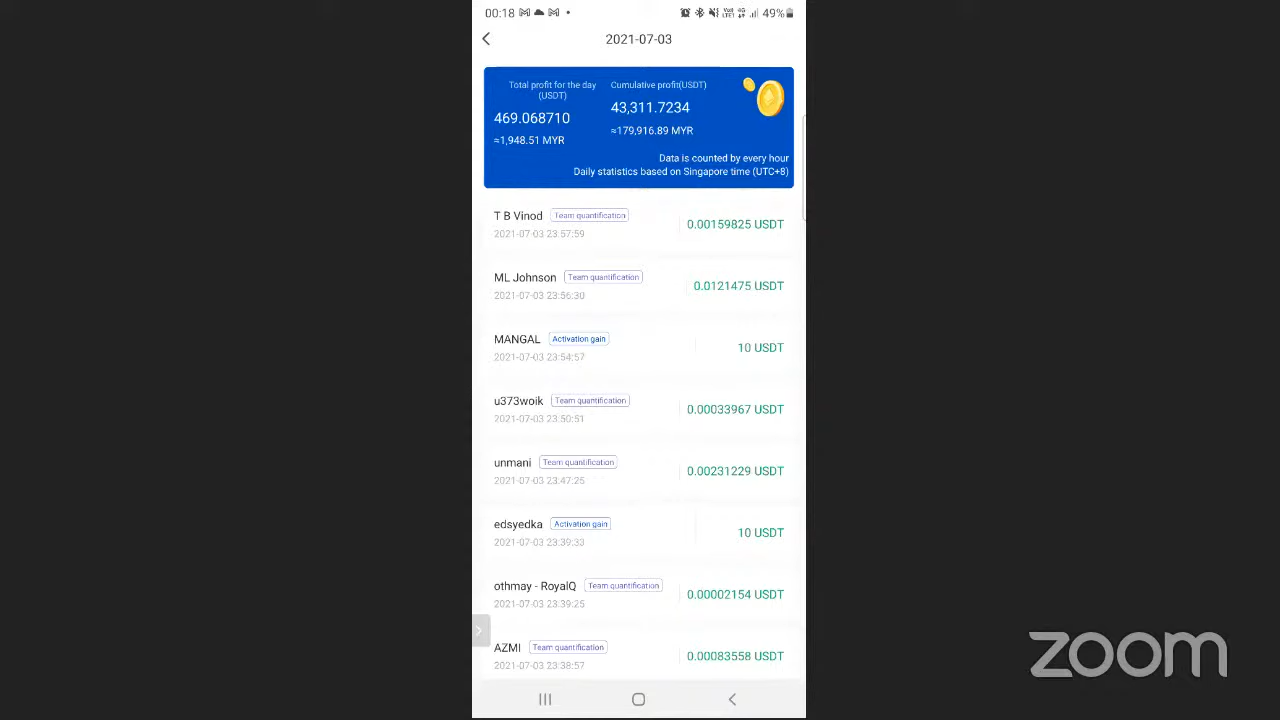 00:18
49%
2021-07-03
Total profit for the day
(USDT)
469.068710
≈1,948.51 MYR
Cumulative profit(USDT)
43,311.7234
≈179,916.89 MYR
Data is counted by every hour
Daily statistics based on Singapore time (UTC+8)
T B Vinod Team quantification
2021-07-03 23:57:59
0.00159825 USDT
ML Johnson Team quantification
2021-07-03 23:56:30
0.0121475 USDT
MANGAL Activation gain
2021-07-03 23:54:57
10 USDT
u373woik Team quantification
2021-07-03 23:50:51
0.00033967 USDT
unmani Team quantification
2021-07-03 23:47:25
0.00231229 USDT
edsyedka Activation gain
2021-07-03 23:39:33
10 USDT
othmay - RoyalQ Team quantification
2021-07-03 23:39:25
0.00002154 USDT
AZMI Team quantification
2021-07-03 23:38:57
0.00083558 USDT
zoom